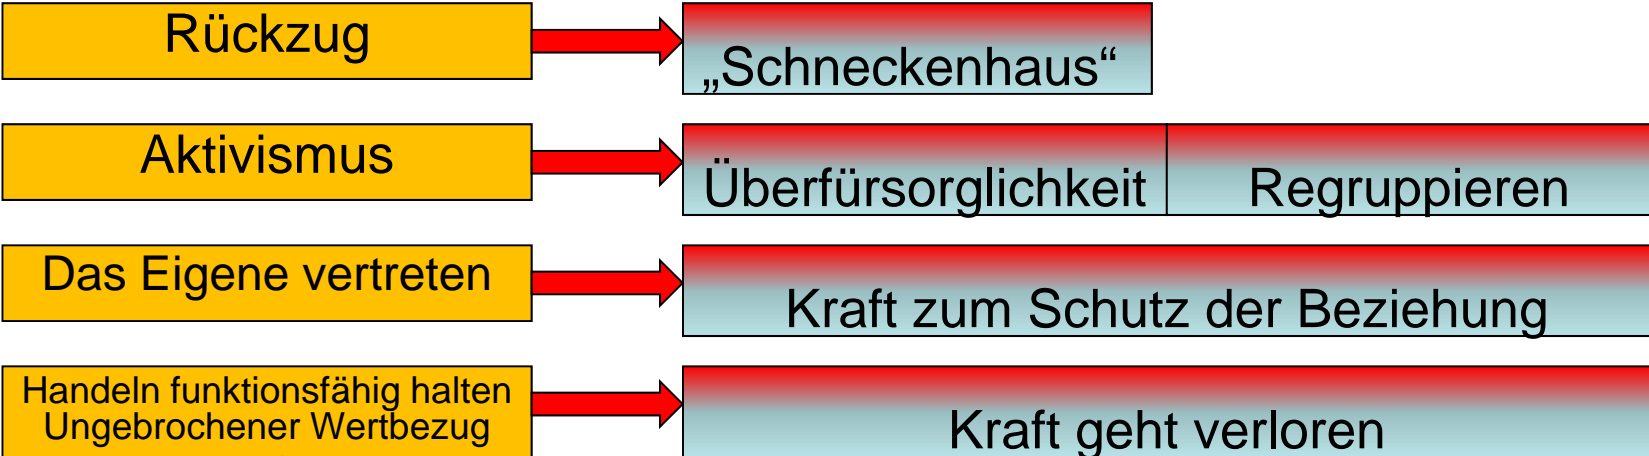 Rückzug
„Schneckenhaus“
Aktivismus
Überfürsorglichkeit
Regruppieren
Das Eigene vertreten
Kraft zum Schutz der Beziehung
Handeln funktionsfähig halten
Ungebrochener Wertbezug
Kraft geht verloren